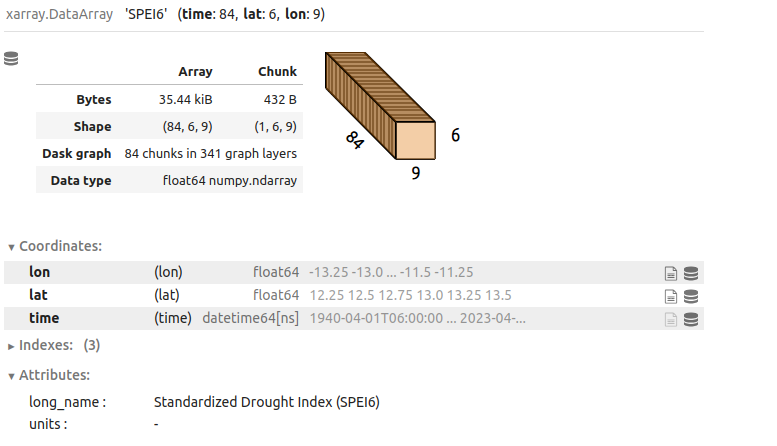 xarray.DataArray 'SPEI6' (time: 84, lat: 6, lon: 9)
Array Chunk
Bytes 35.44 kiB 432 B
Shape (84, 6, 9) (1, 6, 9)
Dask graph 84 chunks in 341 graph layers
Data type float64 numpy.ndarray
84
6
9
▾ Coordinates:
lon (lon) float64 -13.25 -13.0 ... -11.5 -11.25
lat (lat) float64 12.25 12.5 12.75 13.0 13.25 13.5
time (time) datetime64[ns] 1940-04-01T06:00:00 ... 2023-04-...
▸ Indexes: (3)
▾ Attributes:
long_name : Standardized Drought Index (SPEI6)
units : -